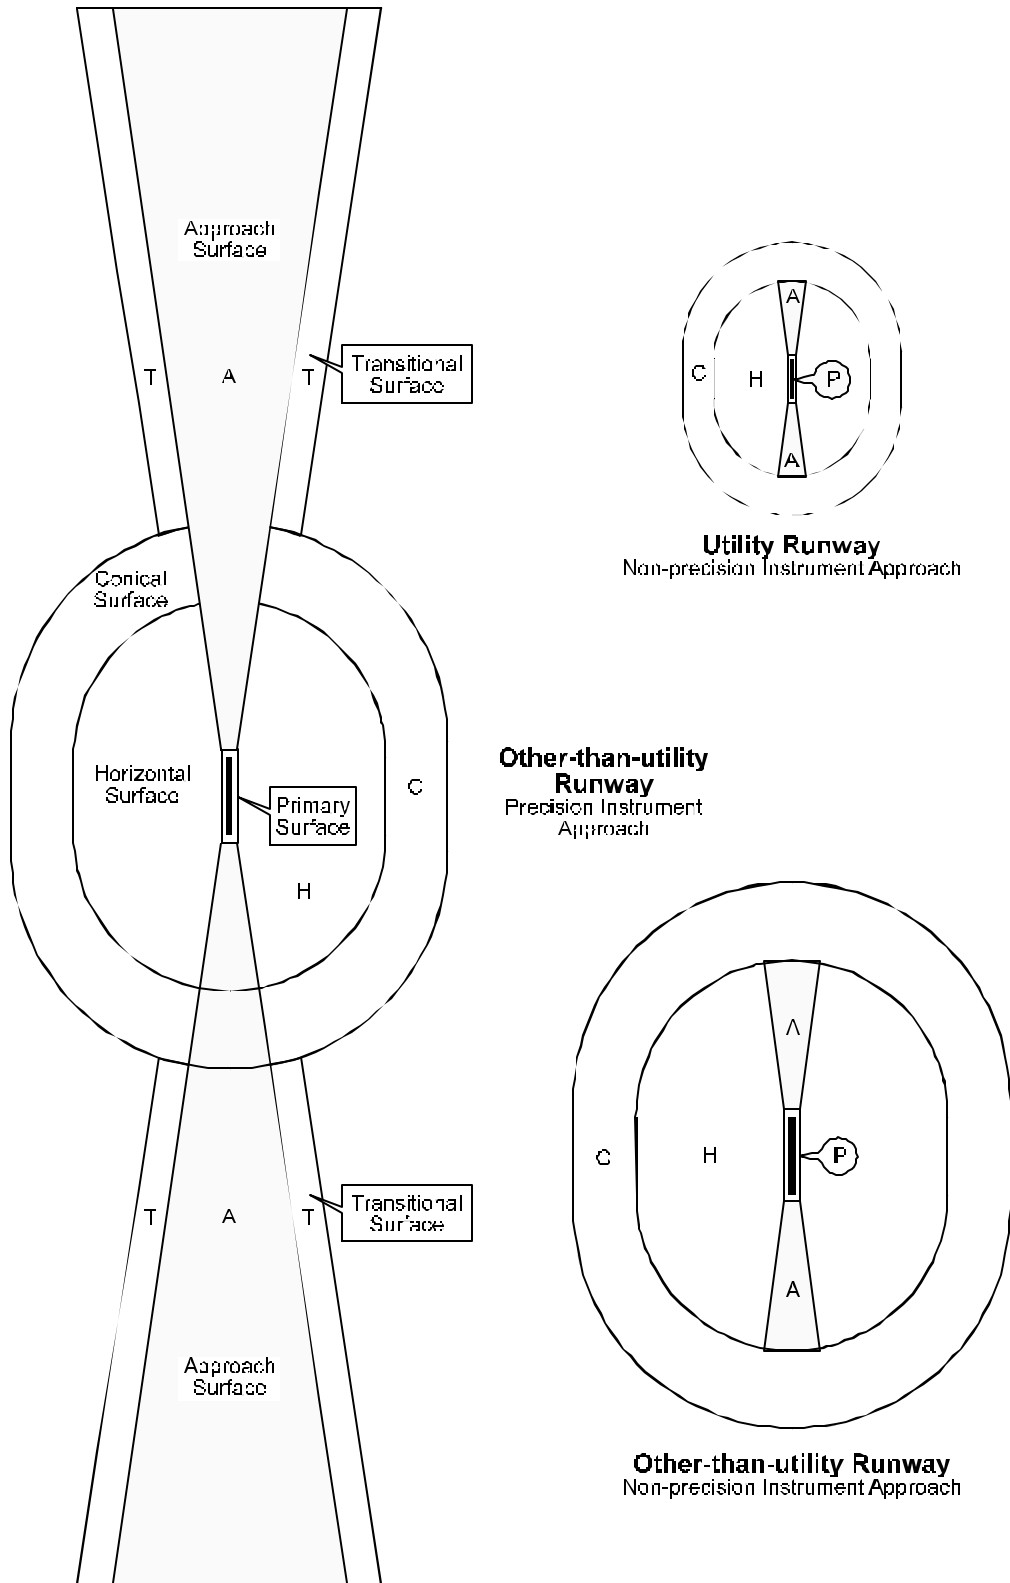 Approach
Surface
T
A
T
Transitional
Surface
Conical
Surface
Horizontal
Surface
Primary
Surface
C
H
T
A
T
Transitional
Surface
Approach
Surface
Other-than-utility
Runway
Precision Instrument
Approach
A
C
H
P
A
Utility Runway
Non-precision Instrument Approach
A
C
H
P
A
Other-than-utility Runway
Non-precision Instrument Approach